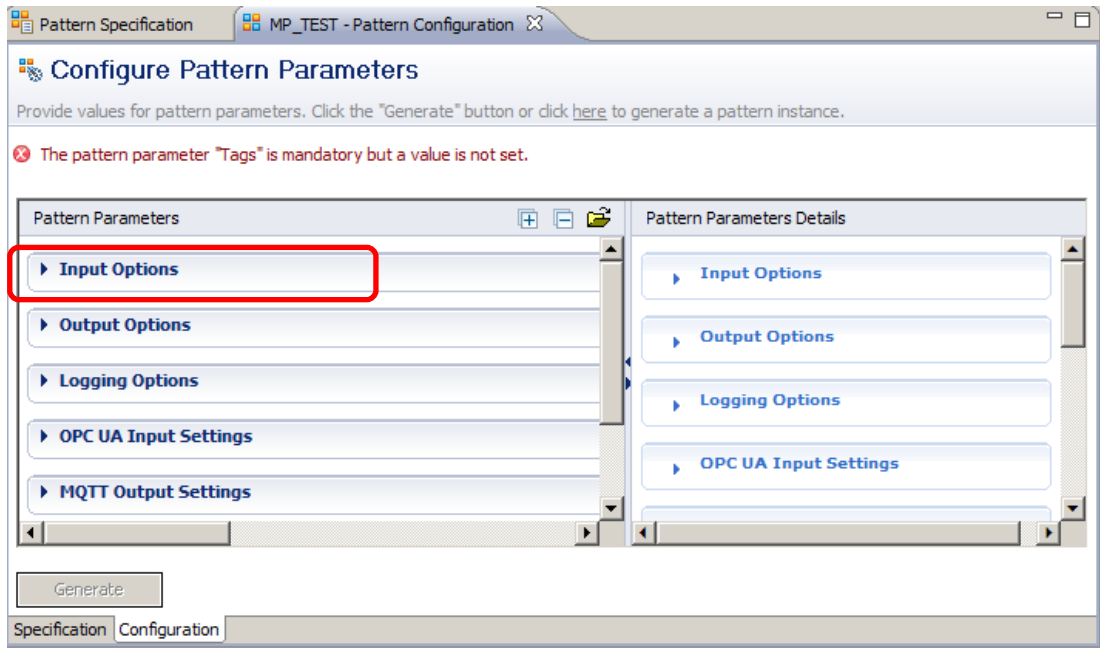 Pattern Specification
MP_TEST - Pattern Configuration
Configure Pattern Parameters
Provide values for pattern parameters. Click the "Generate" button or click here to generate a pattern instance.
The pattern parameter "Tags" is mandatory but a value is not set.
Pattern Parameters
Pattern Parameters Details
Input Options
Output Options
Logging Options
OPC UA Input Settings
MQTT Output Settings
Input Options
Output Options
Logging Options
OPC UA Input Settings
Generate
Specification
Configuration